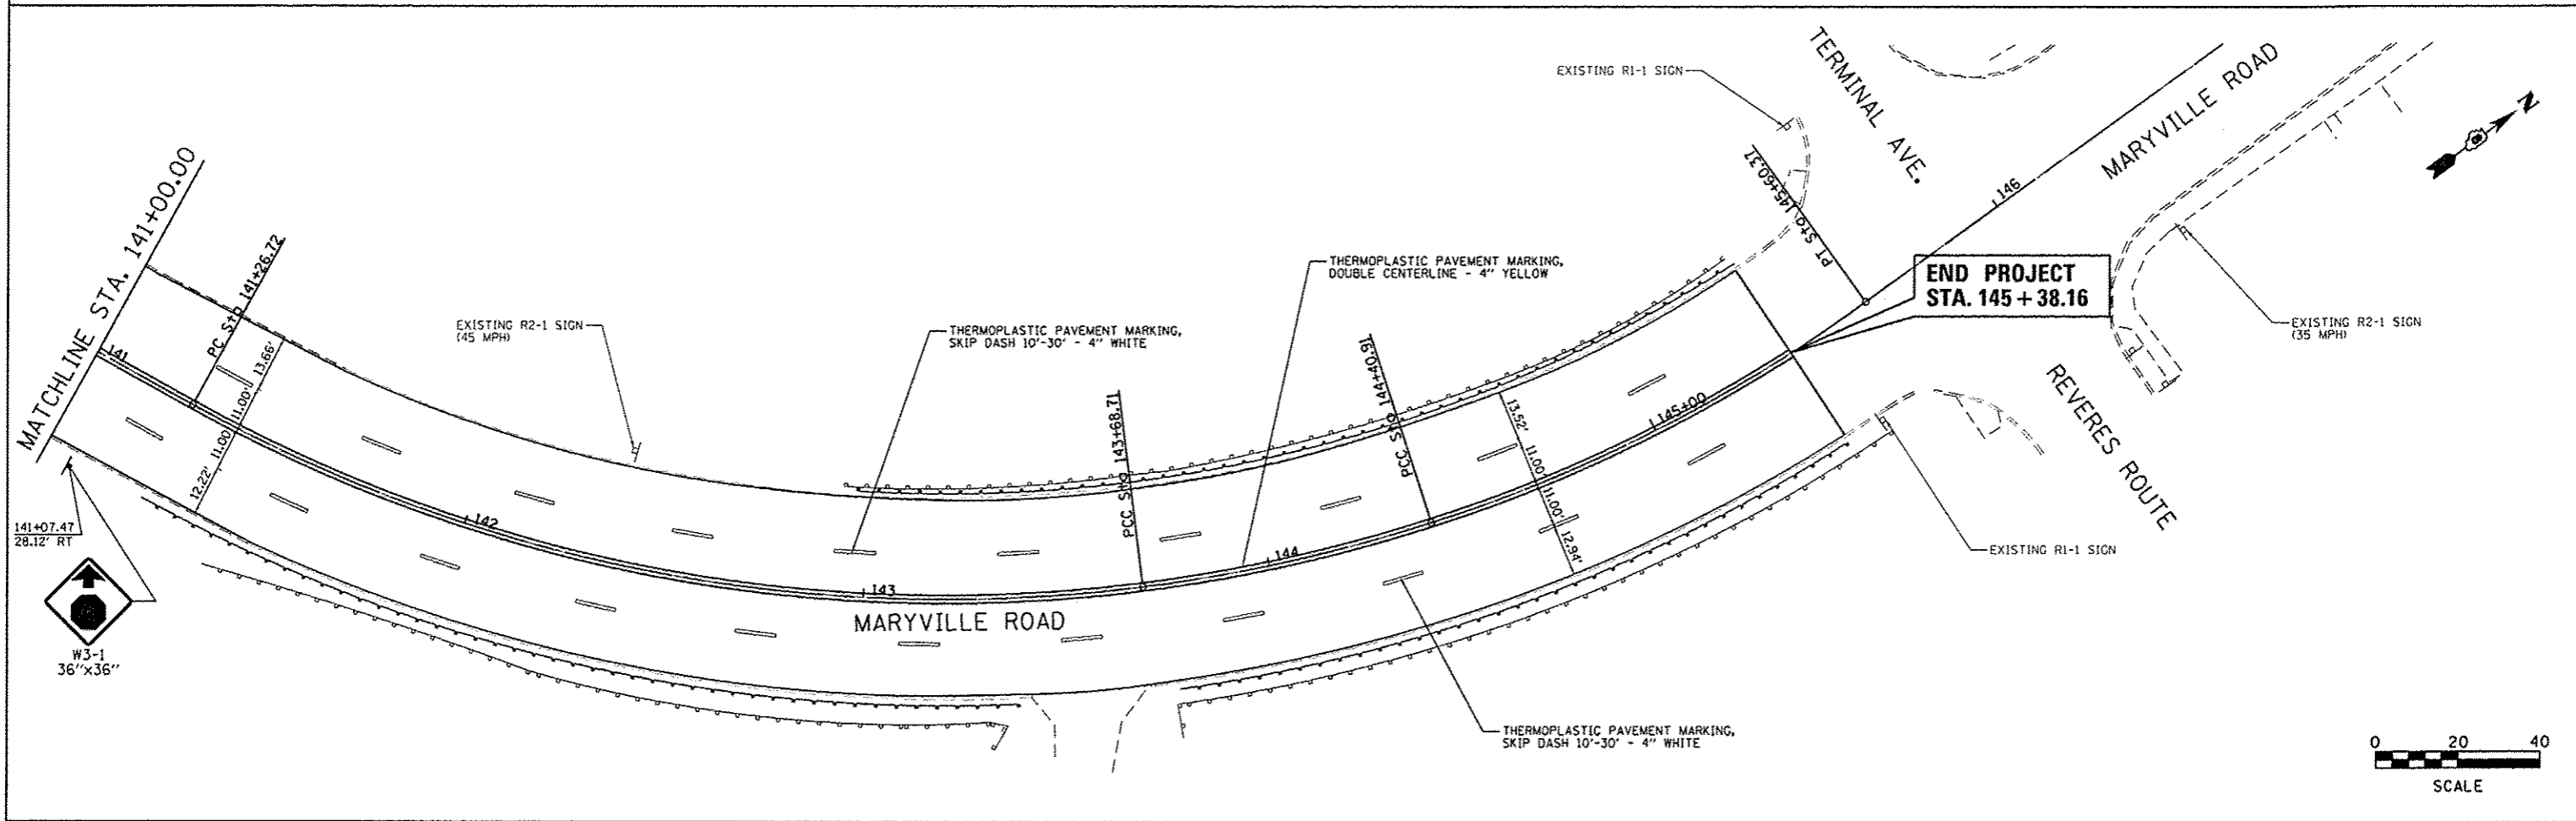 MATCHLINE STA. 141+00.00
141
PC Sta 141+26.72
13.66'
11.00'
11.00'
12.22'
141+07.47
28.12' RT
W3-1
36"x36"
EXISTING R2-1 SIGN
(45 MPH)
142
THERMOPLASTIC PAVEMENT MARKING,
SKIP DASH 10'-30' - 4" WHITE
143
MARYVILLE ROAD
PCC Sta 143+68.71
THERMOPLASTIC PAVEMENT MARKING,
DOUBLE CENTERLINE - 4" YELLOW
144
PCC Sta 144+40.91
13.52'
11.00'
11.00'
12.94'
THERMOPLASTIC PAVEMENT MARKING,
SKIP DASH 10'-30' - 4" WHITE
145+00
EXISTING R1-1 SIGN
PT Sta 145+60.37
TERMINAL AVE.
146
MARYVILLE ROAD
END PROJECT
STA. 145+38.16
N
EXISTING R2-1 SIGN
(35 MPH)
REVERES ROUTE
EXISTING R1-1 SIGN
0 20 40
SCALE